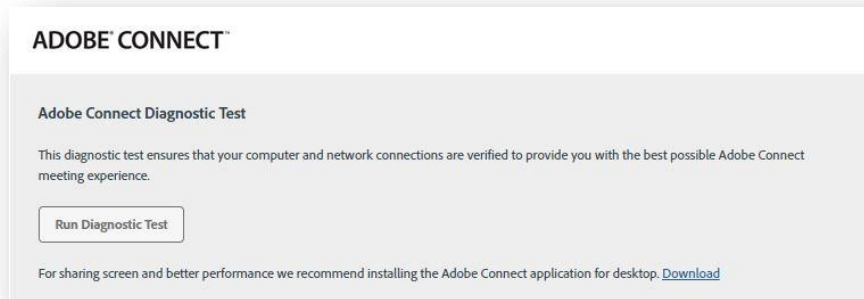 ADOBE® CONNECT™
Adobe Connect Diagnostic Test
This diagnostic test ensures that your computer and network connections are verified to provide you with the best possible Adobe Connect
meeting experience.
Run Diagnostic Test
For sharing screen and better performance we recommend installing the Adobe Connect application for desktop. Download